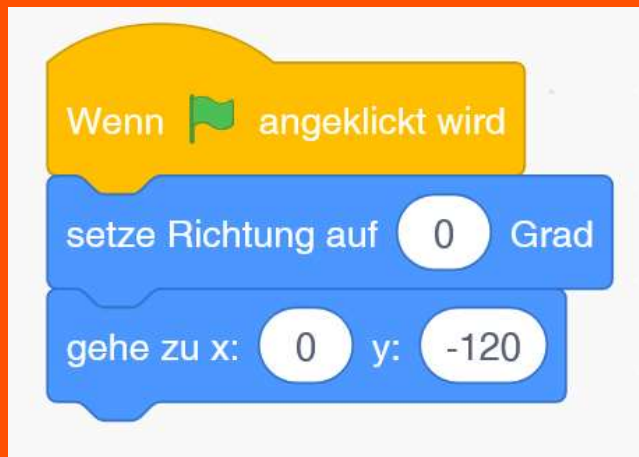 Wenn angeklickt wird
setze Richtung auf 0 Grad
gehe zu x: 0 y: -120